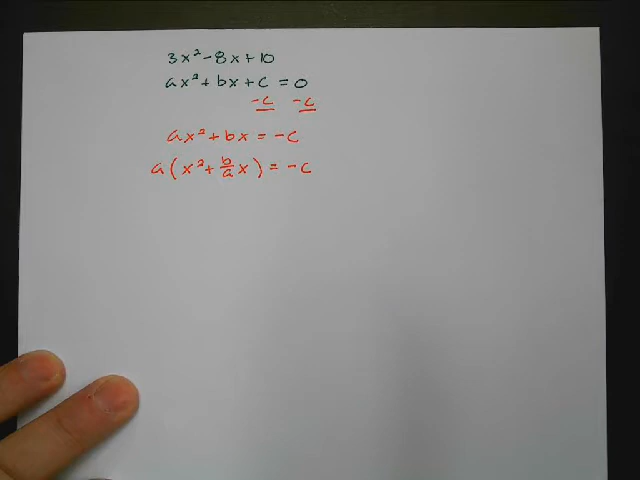 3x² - 8x + 10
ax² + bx + c = 0
-c -c
ax² + bx = -c
a(x² + b/a x) = -c